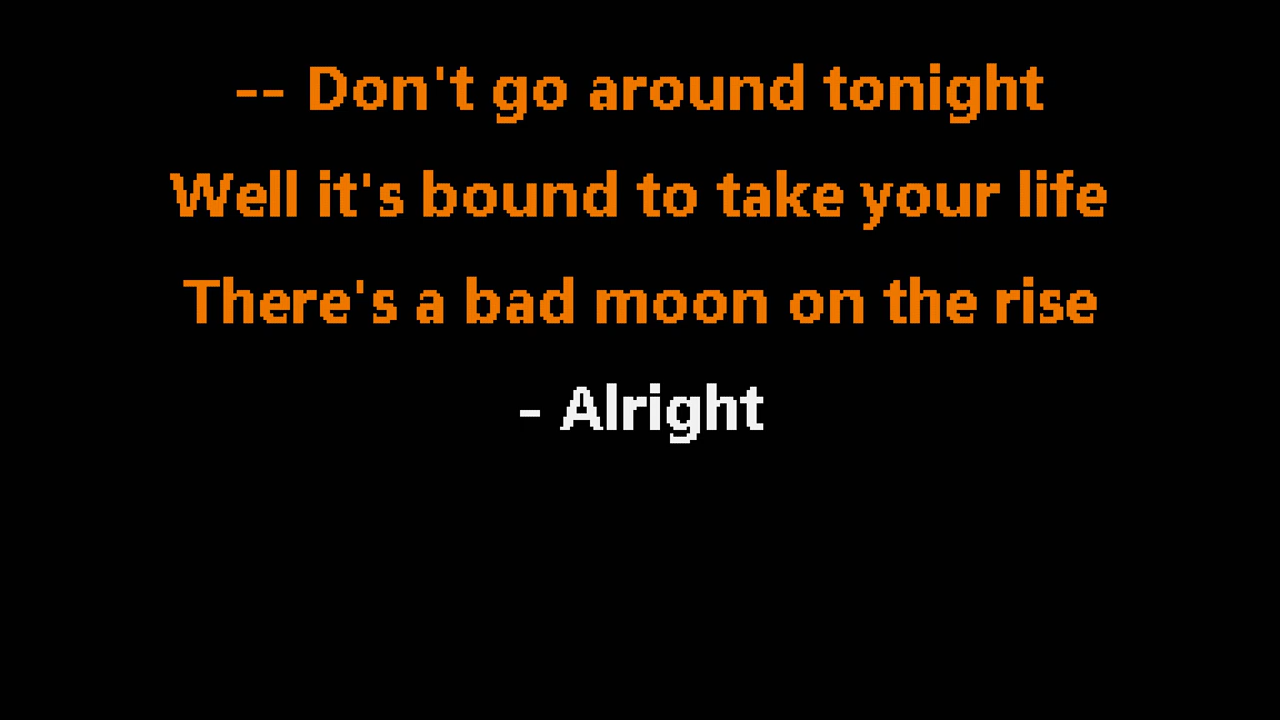 -- Don't go around tonight
Well it's bound to take your life
There's a bad moon on the rise
- Alright